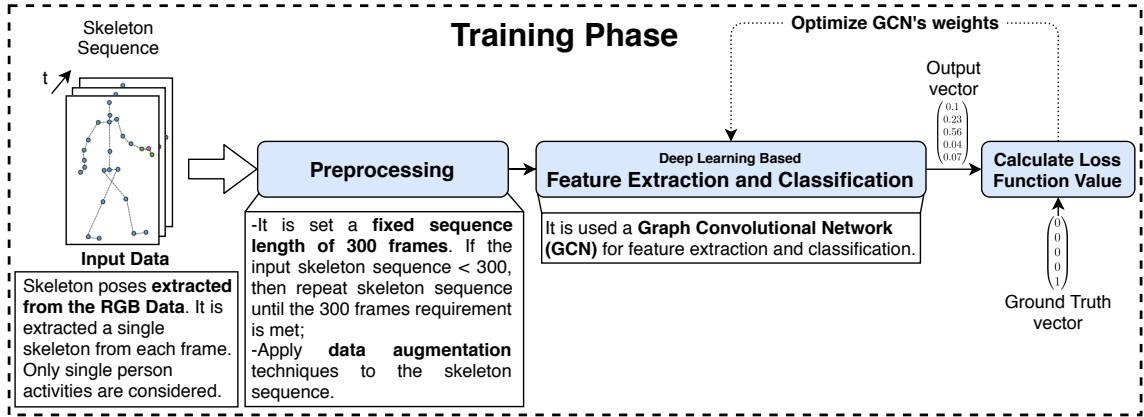 Training Phase
Skeleton
Sequence
t
Input Data
Skeleton poses extracted
from the RGB Data. It is
extracted a single
skeleton from each frame.
Only single person
activities are considered.
Preprocessing
-It is set a fixed sequence
length of 300 frames. If the
input skeleton sequence < 300,
then repeat skeleton sequence
until the 300 frames requirement
is met;
-Apply data augmentation
techniques to the skeleton
sequence.
Deep Learning Based
Feature Extraction and Classification
It is used a Graph Convolutional Network
(GCN) for feature extraction and classification.
Optimize GCN's weights
Output
vector
0.1
0.23
0.56
0.04
0.07
Calculate Loss
Function Value
0
0
0
0
1
Ground Truth
vector